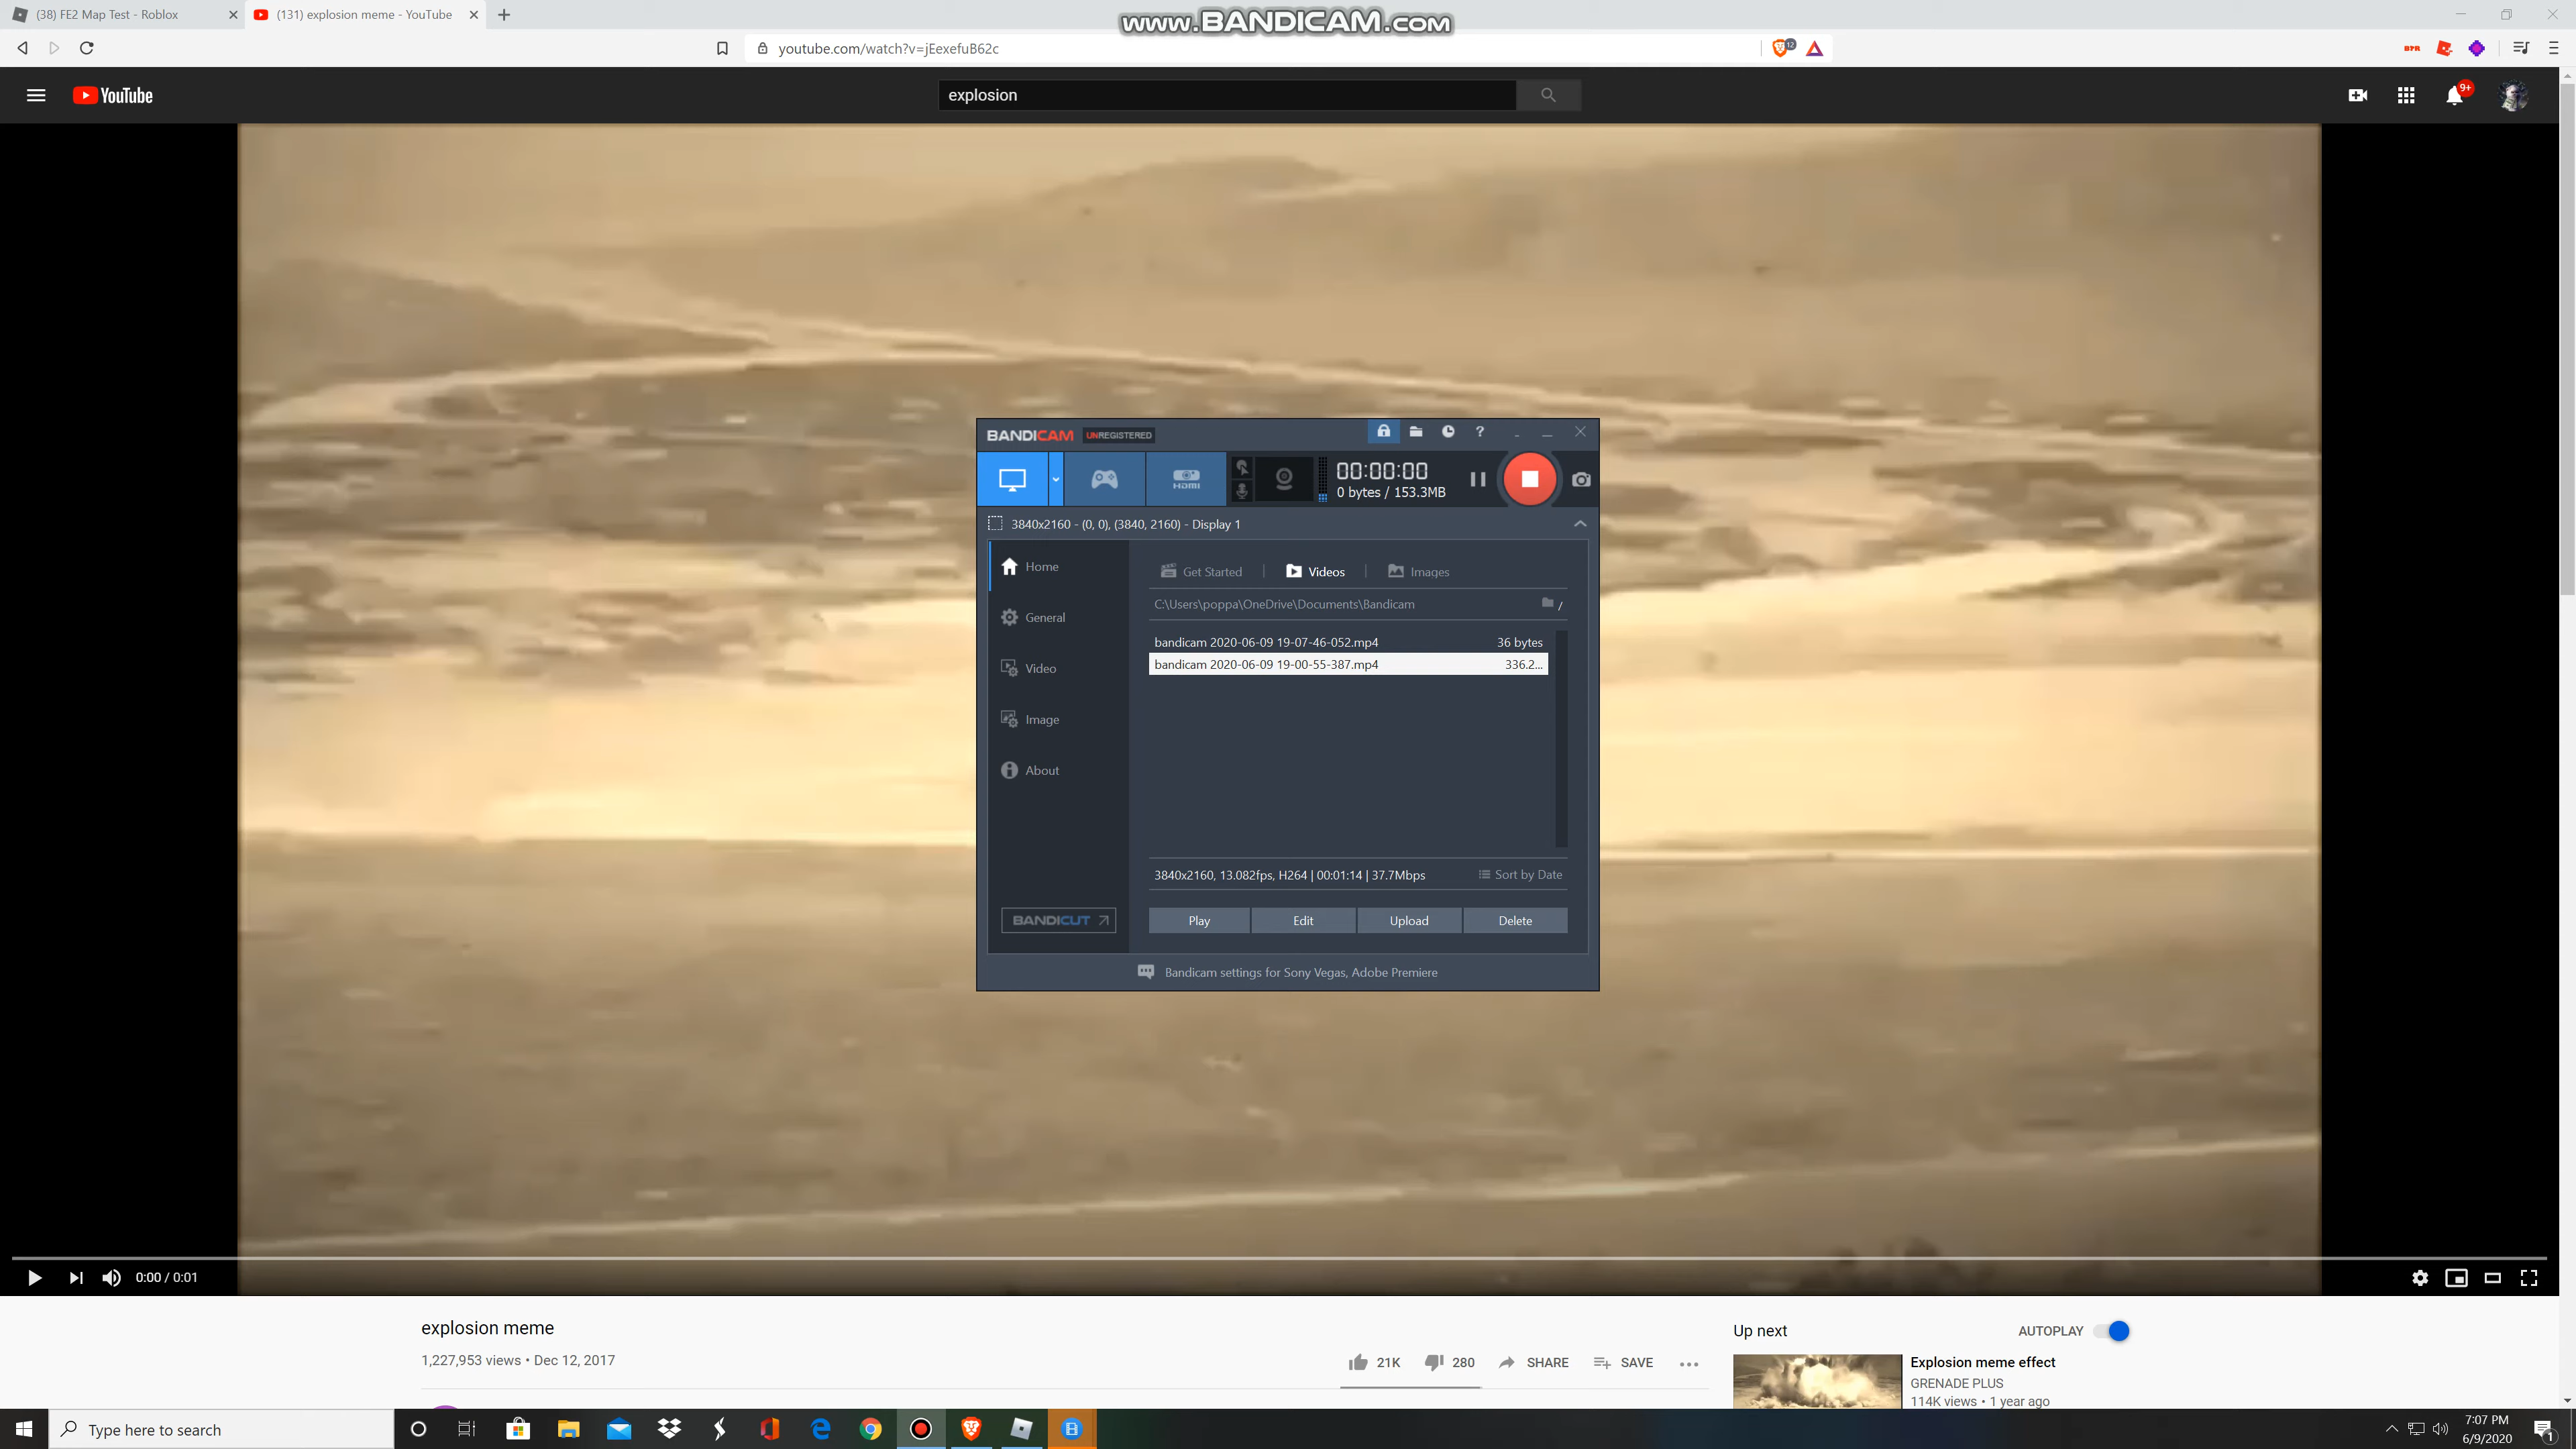 (38) FE2 Map Test - Roblox
(131) explosion meme - YouTube
www.BANDICAM.com
youtube.com/watch?v=jEexefuB62c
12
YouTube
explosion
9+
BANDICAM UNREGISTERED
?
HDMI
00:00:00
0 bytes / 153.3MB
3840x2160 - (0, 0), (3840, 2160) - Display 1
Home
General
Video
Image
About
BANDICUT
Get Started
Videos
Images
C:\Users\poppa\OneDrive\Documents\Bandicam
/
bandicam 2020-06-09 19-07-46-052.mp4 36 bytes
bandicam 2020-06-09 19-00-55-387.mp4 336.2...
3840x2160, 13.082fps, H264 | 00:01:14 | 37.7Mbps
Sort by Date
Play
Edit
Upload
Delete
Bandicam settings for Sony Vegas, Adobe Premiere
0:00 / 0:01
explosion meme
1,227,953 views • Dec 12, 2017
21K
280
SHARE
SAVE
Up next
AUTOPLAY
Explosion meme effect
GRENADE PLUS
114K views • 1 year ago
Type here to search
7:07 PM
6/9/2020
1